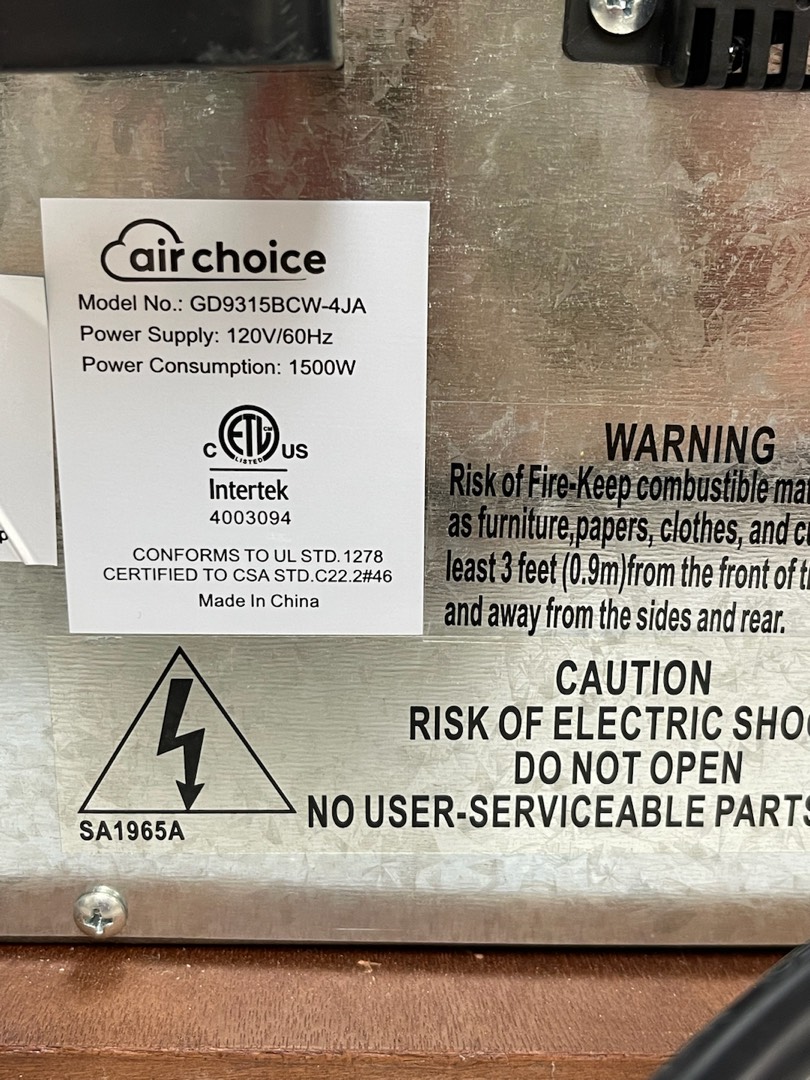 air choice
Model No.: GD9315BCW-4JA
Power Supply: 120V/60Hz
Power Consumption: 1500W
C ETL CM US
LISTED
Intertek
4003094
CONFORMS TO UL STD. 1278
CERTIFIED TO CSA STD.C22.2#46
Made In China
WARNING
Risk of Fire-Keep combustible
as furniture,papers, clothes, and
least 3 feet (0.9m)from the front of
and away from the sides and rear.
CAUTION
RISK OF ELECTRIC
DO NOT OPEN
NO USER-SERVICEABLE PARTS
SA1965A